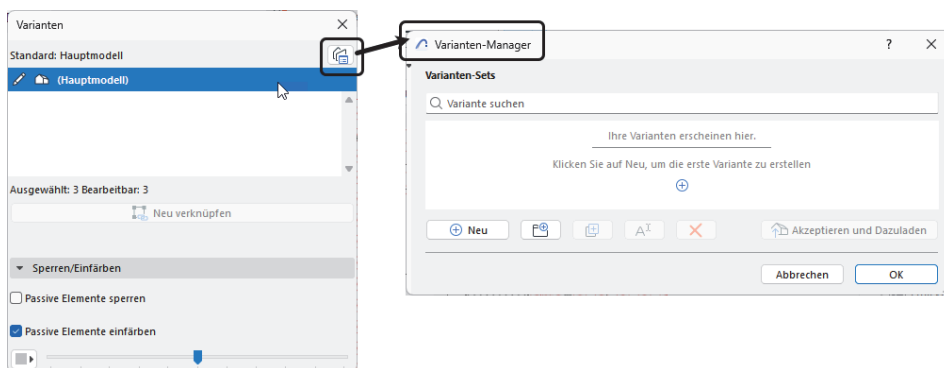 Varianten
Standard: Hauptmodell
(Hauptmodell)
Ausgewählt: 3 Bearbeitbar: 3
Neu verknüpfen
Sperren/Einfärben
Passive Elemente sperren
Passive Elemente einfärben
Varianten-Manager
?
Varianten-Sets
Variante suchen
Ihre Varianten erscheinen hier.
Klicken Sie auf Neu, um die erste Variante zu erstellen
Neu
Akzeptieren und Dazuladen
Abbrechen OK